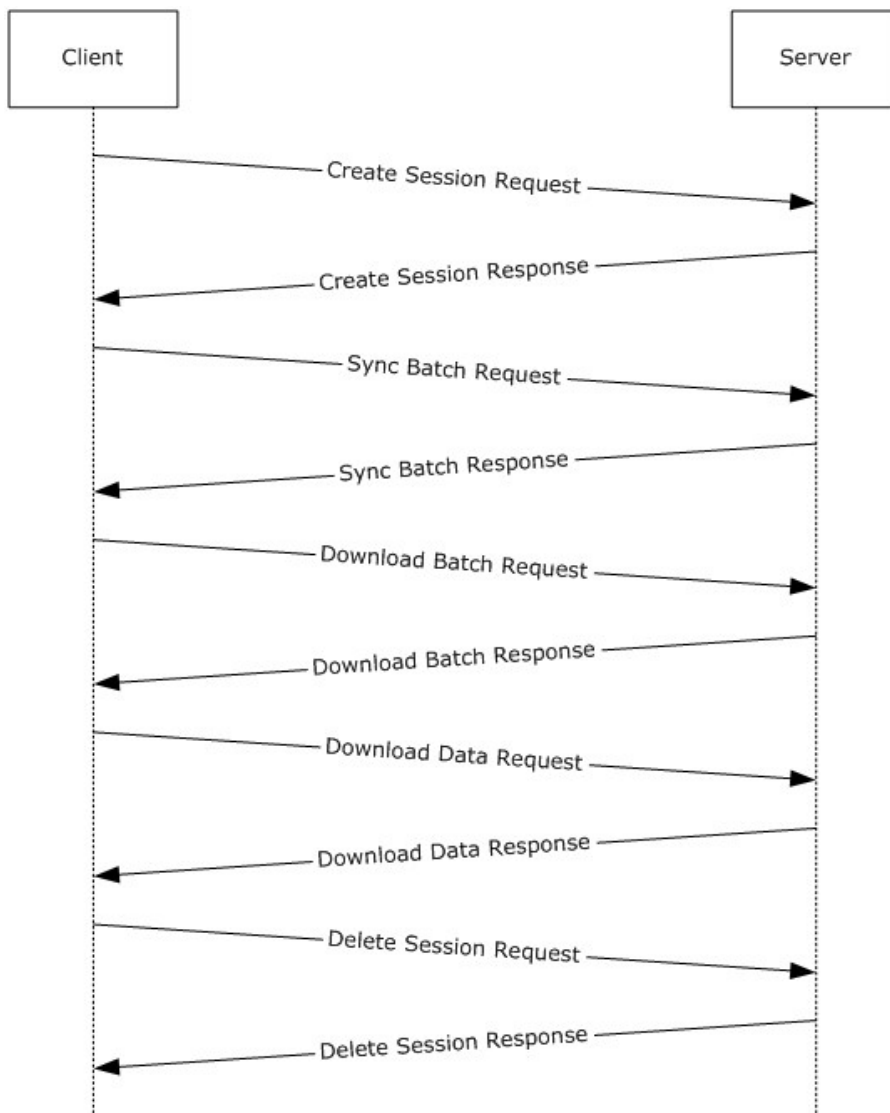 Client
Server
Create Session Request
Create Session Response
Sync Batch Request
Sync Batch Response
Download Batch Request
Download Batch Response
Download Data Request
Download Data Response
Delete Session Request
Delete Session Response